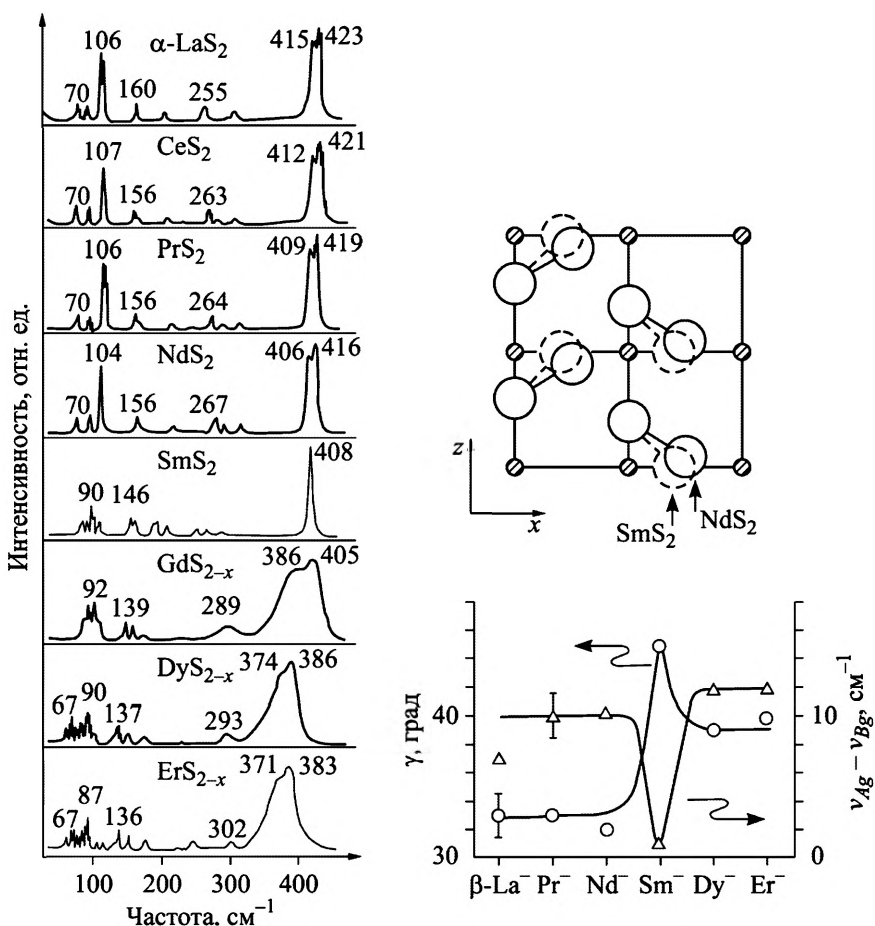 Интенсивность, отн. ед.
α-LaS₂
106
415 423
70
160
255
CeS₂
107
412 421
70
156
263
PrS₂
106
409 419
70
156
264
NdS₂
104
406 416
70
156
267
SmS₂
408
90
146
GdS₂₋ₓ
386 405
92
139
289
DyS₂₋ₓ
374 386
67
90
137
293
ErS₂₋ₓ
371 383
67
87
136
302
100 200 300 400
Частота, см⁻¹
z
x
SmS₂
NdS₂
γ, град
40
30
10
0
ν_Ag – ν_Bg, см⁻¹
β-La⁻ Pr⁻ Nd⁻ Sm⁻ Dy⁻ Er⁻